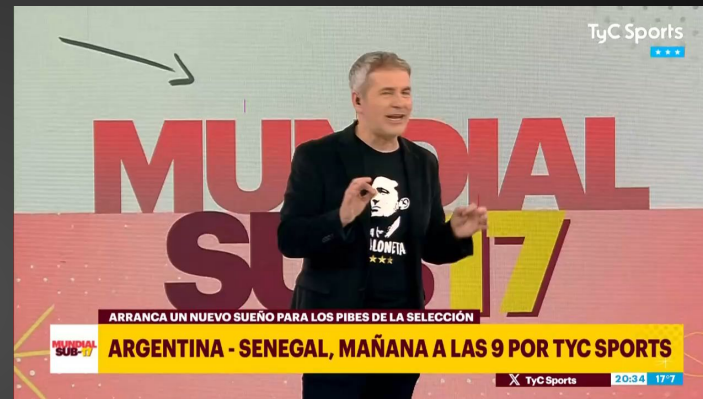 TyC Sports
MUNDIAL
SUB-17
LONETA
ARRANCA UN NUEVO SUEÑO PARA LOS PIBES DE LA SELECCIÓN
MUNDIAL
SUB-17
ARGENTINA - SENEGAL, MAÑANA A LAS 9 POR TYC SPORTS
X TyC Sports
20:34 17°7